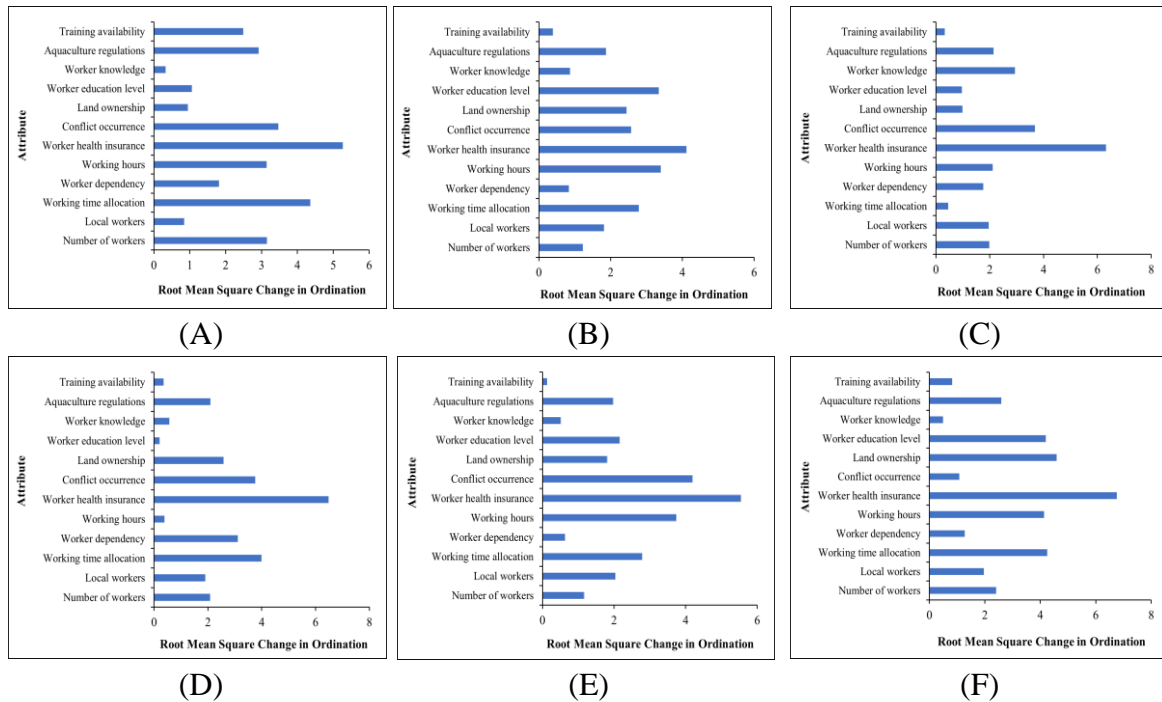 Training availability
Aquaculture regulations
Worker knowledge
Worker education level
Land ownership
Conflict occurrence
Worker health insurance
Working hours
Worker dependency
Working time allocation
Local workers
Number of workers
Attribute
0 1 2 3 4 5 6
Root Mean Square Change in Ordination
(A)
Training availability
Aquaculture regulations
Worker knowledge
Worker education level
Land ownership
Conflict occurrence
Worker health insurance
Working hours
Worker dependency
Working time allocation
Local workers
Number of workers
Attribute
0 2 4 6
Root Mean Square Change in Ordination
(B)
Training availability
Aquaculture regulations
Worker knowledge
Worker education level
Land ownership
Conflict occurrence
Worker health insurance
Working hours
Worker dependency
Working time allocation
Local workers
Number of workers
Attribute
0 2 4 6 8
Root Mean Square Change in Ordination
(C)
Training availability
Aquaculture regulations
Worker knowledge
Worker education level
Land ownership
Conflict occurrence
Worker health insurance
Working hours
Worker dependency
Working time allocation
Local workers
Number of workers
Attribute
0 2 4 6 8
Root Mean Square Change in Ordination
(D)
Training availability
Aquaculture regulations
Worker knowledge
Worker education level
Land ownership
Conflict occurrence
Worker health insurance
Working hours
Worker dependency
Working time allocation
Local workers
Number of workers
Attribute
0 2 4 6
Root Mean Square Change in Ordination
(E)
Training availability
Aquaculture regulations
Worker knowledge
Worker education level
Land ownership
Conflict occurrence
Worker health insurance
Working hours
Worker dependency
Working time allocation
Local workers
Number of workers
Attribute
0 2 4 6 8
Root Mean Square Change in Ordination
(F)